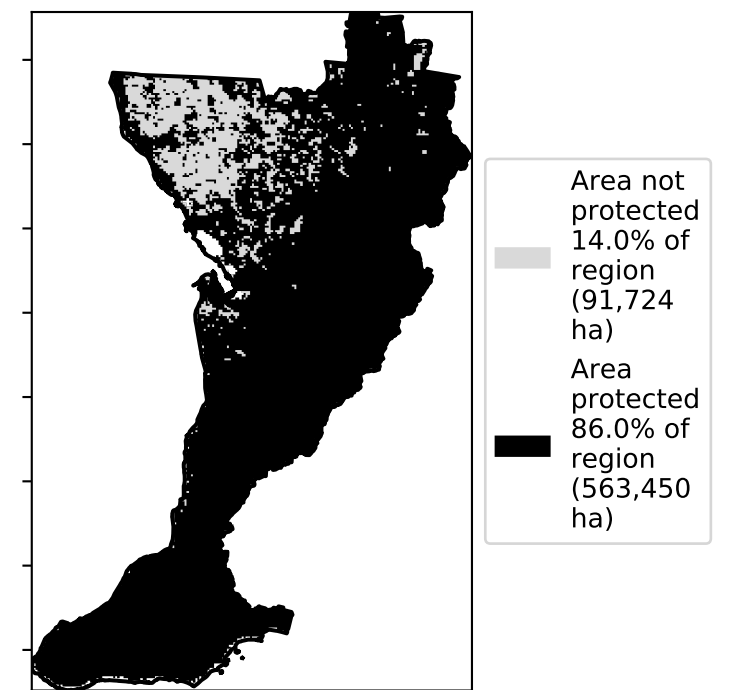 Area not
protected
14.0% of
region
(91,724
ha)
Area
protected
86.0% of
region
(563,450
ha)